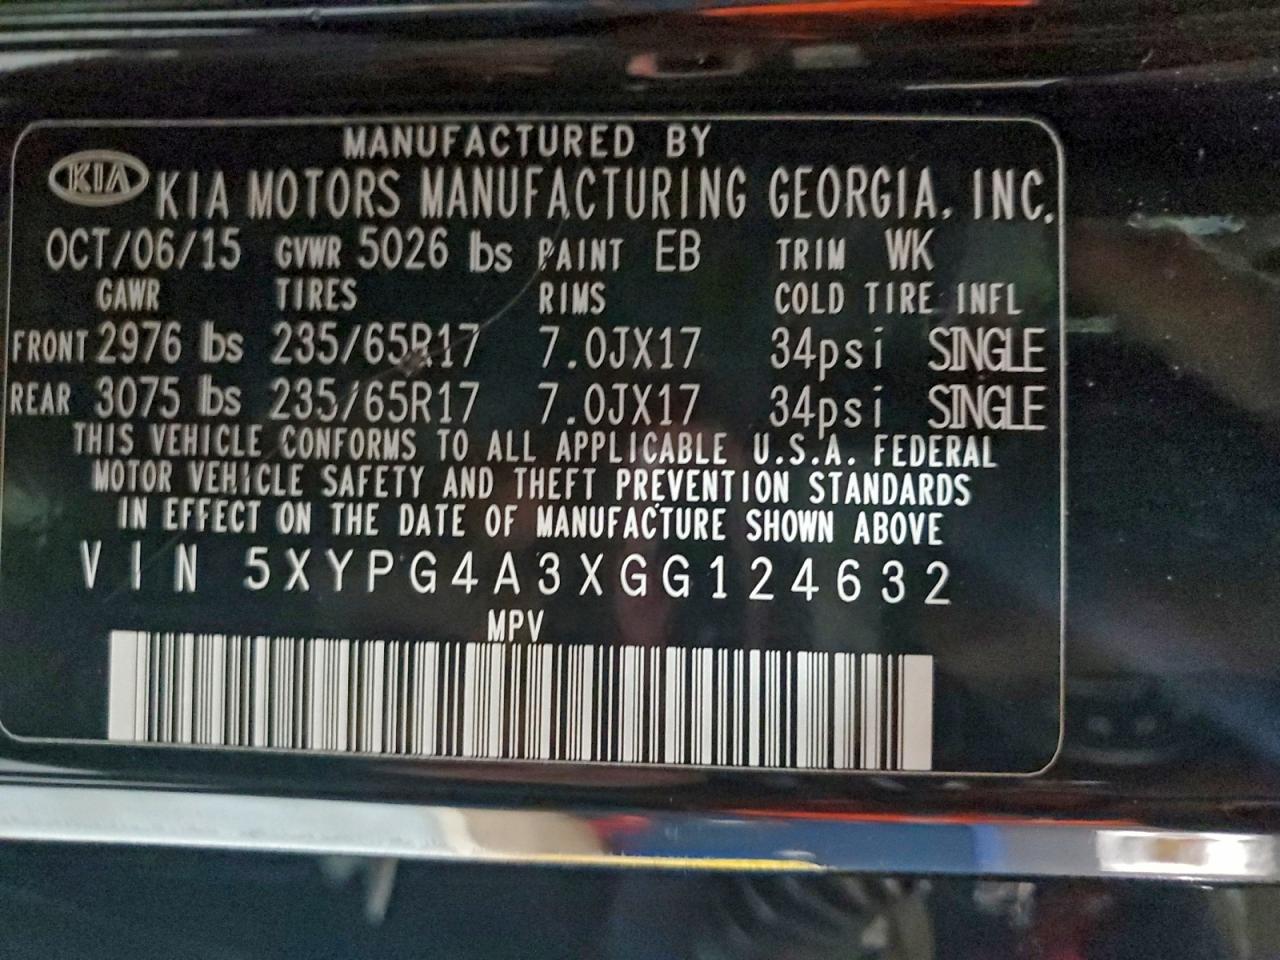 MANUFACTURED BY
KIA KIA MOTORS MANUFACTURING GEORGIA, INC.
OCT/06/15 GVWR 5026 lbs PAINT EB TRIM WK
GAWR TIRES RIMS COLD TIRE INFL
FRONT 2976 lbs 235/65R17 7.0JX17 34psi SINGLE
REAR 3075 lbs 235/65R17 7.0JX17 34psi SINGLE
THIS VEHICLE CONFORMS TO ALL APPLICABLE U.S.A. FEDERAL
MOTOR VEHICLE SAFETY AND THEFT PREVENTION STANDARDS
IN EFFECT ON THE DATE OF MANUFACTURE SHOWN ABOVE
VIN 5XYPG4A3XGG124632
MPV